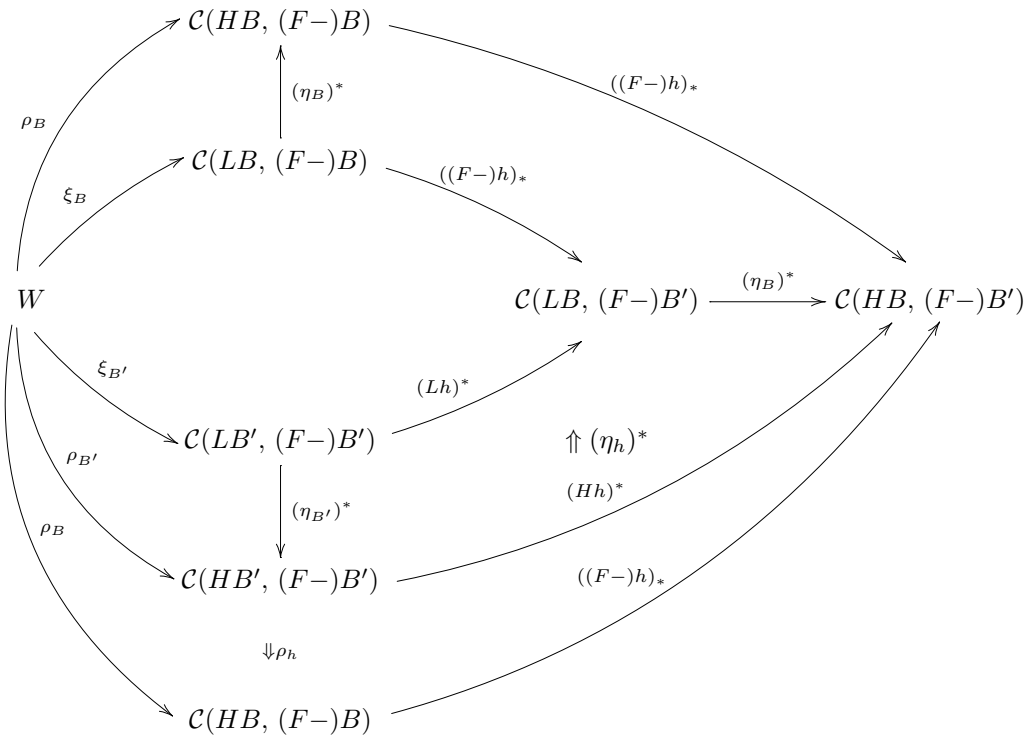 𝒞(HB, (F−)B)
((F−)h)_*
(η_B)^*
ρ_B
𝒞(LB, (F−)B)
((F−)h)_*
ξ_B
W
𝒞(LB, (F−)B′)
(η_B)^*
𝒞(HB, (F−)B′)
ξ_{B′}
(Lh)^*
𝒞(LB′, (F−)B′)
⇑ (η_h)^*
ρ_{B′}
(Hh)^*
(η_{B′})^*
ρ_B
𝒞(HB′, (F−)B′)
((F−)h)_*
⇓ρ_h
𝒞(HB, (F−)B)